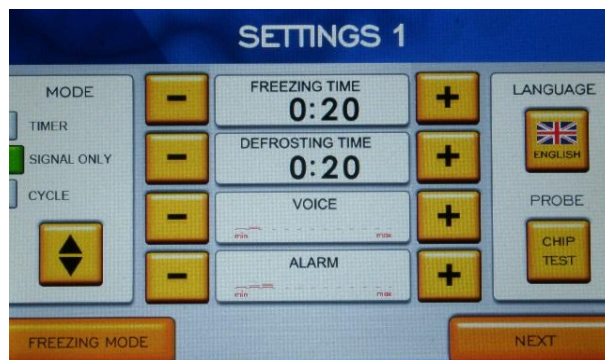 SETTINGS 1
MODE
TIMER
SIGNAL ONLY
CYCLE
FREEZING TIME
0:20
DEFROSTING TIME
0:20
VOICE
min
max
ALARM
min
max
LANGUAGE
ENGLISH
PROBE
CHIP
TEST
FREEZING MODE
NEXT